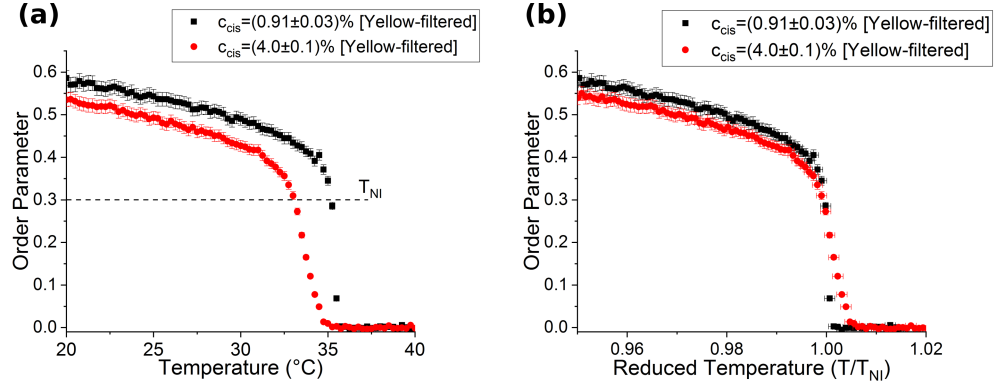 (a)
c_cis=(0.91±0.03)% [Yellow-filtered]
c_cis=(4.0±0.1)% [Yellow-filtered]
0.6
0.5
0.4
0.3
0.2
0.1
0.0
Order Parameter
T_NI
20 25 30 35 40
Temperature (°C)
(b)
c_cis=(0.91±0.03)% [Yellow-filtered]
c_cis=(4.0±0.1)% [Yellow-filtered]
0.6
0.5
0.4
0.3
0.2
0.1
0.0
Order Parameter
0.96 0.98 1.00 1.02
Reduced Temperature (T/T_NI)